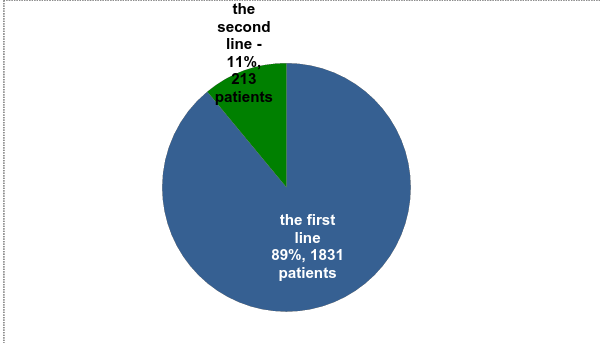 the
second
line -
11%,
213
patients
the first
line
89%, 1831
patients